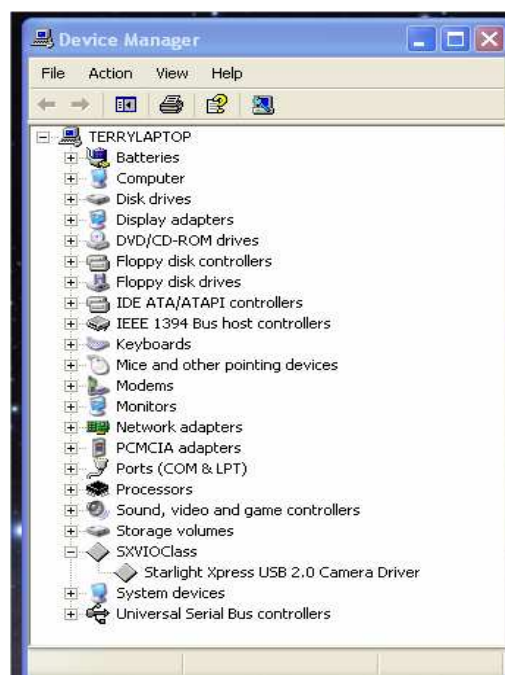 Device Manager
File Action View Help
TERRYLAPTOP
Batteries
Computer
Disk drives
Display adapters
DVD/CD-ROM drives
Floppy disk controllers
Floppy disk drives
IDE ATA/ATAPI controllers
IEEE 1394 Bus host controllers
Keyboards
Mice and other pointing devices
Modems
Monitors
Network adapters
PCMCIA adapters
Ports (COM & LPT)
Processors
Sound, video and game controllers
Storage volumes
SXVIOClass
Starlight Xpress USB 2.0 Camera Driver
System devices
Universal Serial Bus controllers